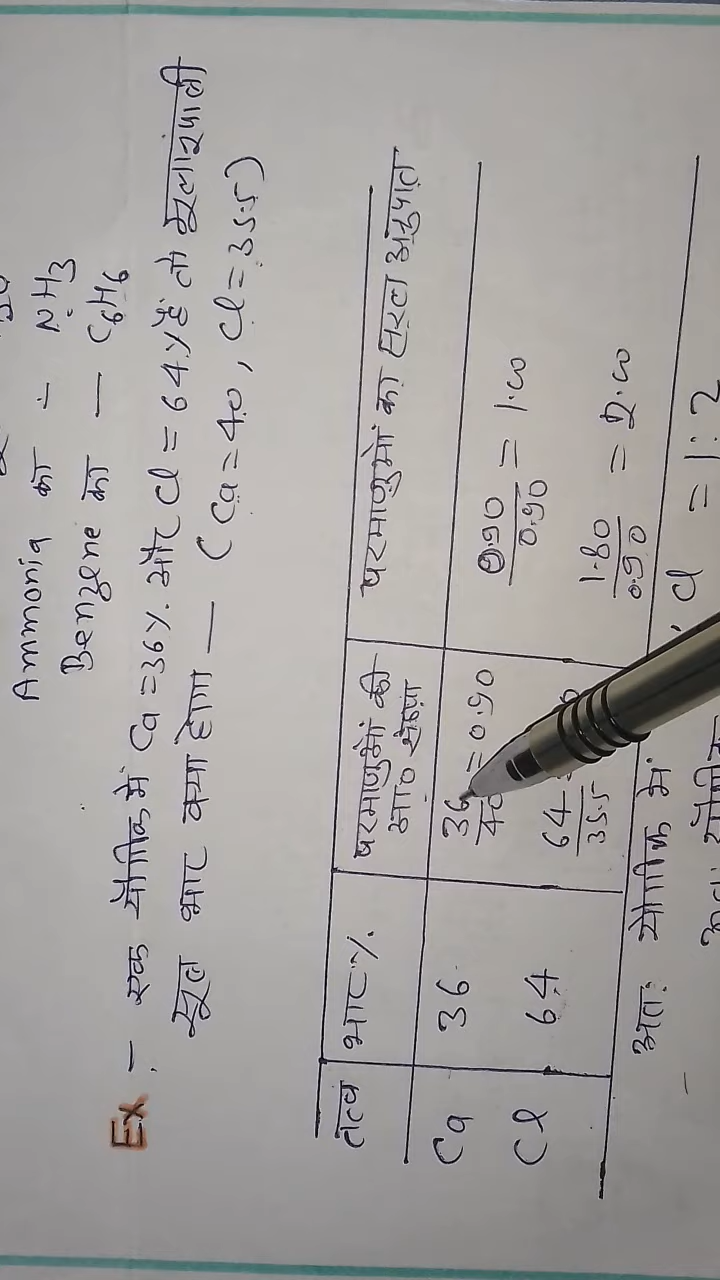 Ammonia का ÷ NH3
Benzene का — C6H6
Ex. - एक यौगिक में Ca = 36%. और Cl = 64% हैं तो मूलानुपाती
मूल भार क्या होगा — (Ca = 40, Cl = 35.5)
तत्व भार% परमाणुओं की आ० संख्या परमाणुओं का सरल अनुपात
Ca 36 36/40 = 0.90 0.90/0.90 = 1.00
Cl 64 64/35.5 1.80/0.90 = 2.00
अतः यौगिक में , Cl = 1:2
अतः यौगिक